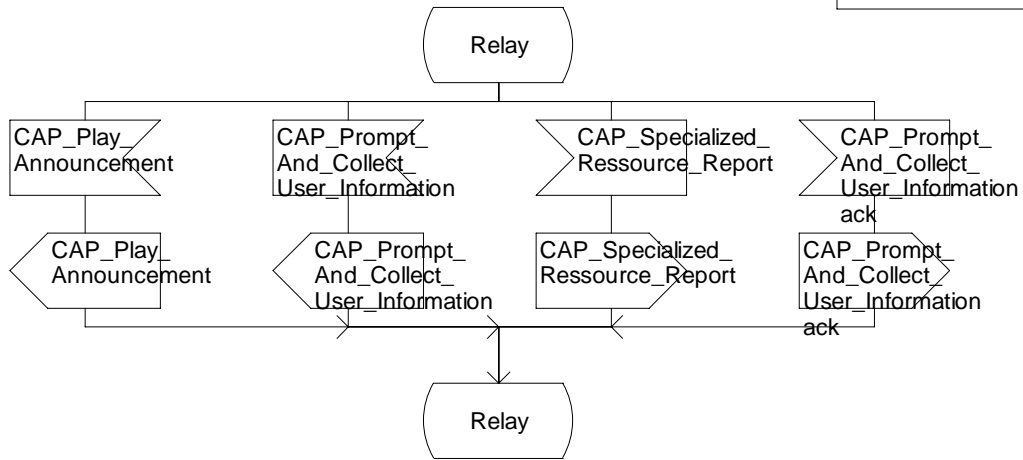 Relay
CAP_Play_
Announcement
CAP_Prompt_
And_Collect_
User_Information
CAP_Specialized_
Ressource_Report
CAP_Prompt_
And_Collect_
User_Information
ack
CAP_Play_
Announcement
CAP_Prompt_
And_Collect_
User_Information
CAP_Specialized_
Ressource_Report
CAP_Prompt_
And_Collect_
User_Information
ack
Relay